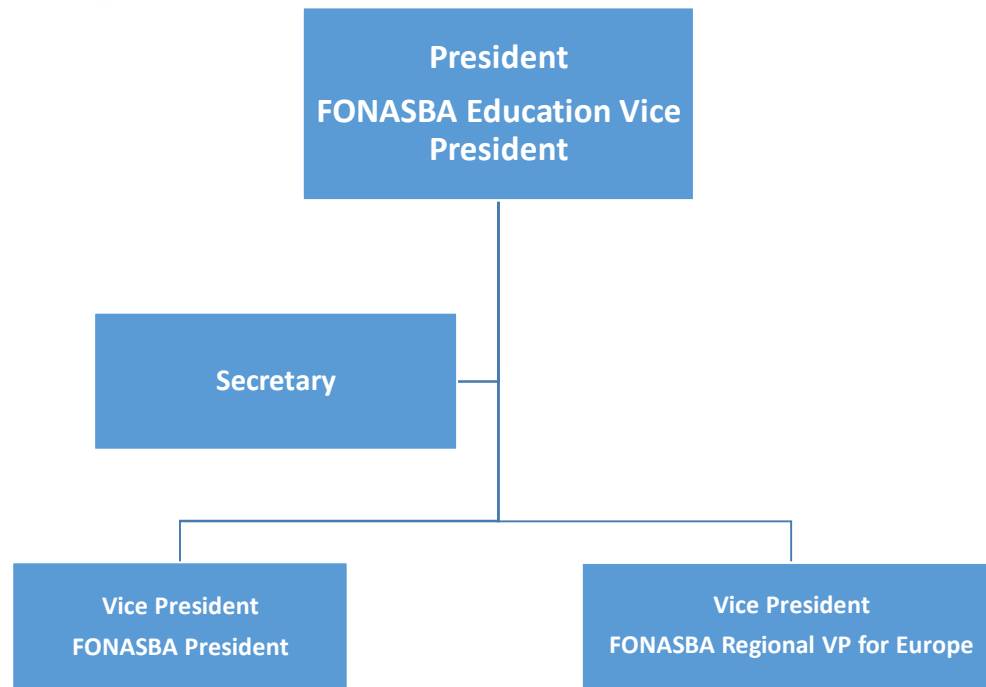 President
FONASBA Education Vice
President
Secretary
Vice President
FONASBA President
Vice President
FONASBA Regional VP for Europe